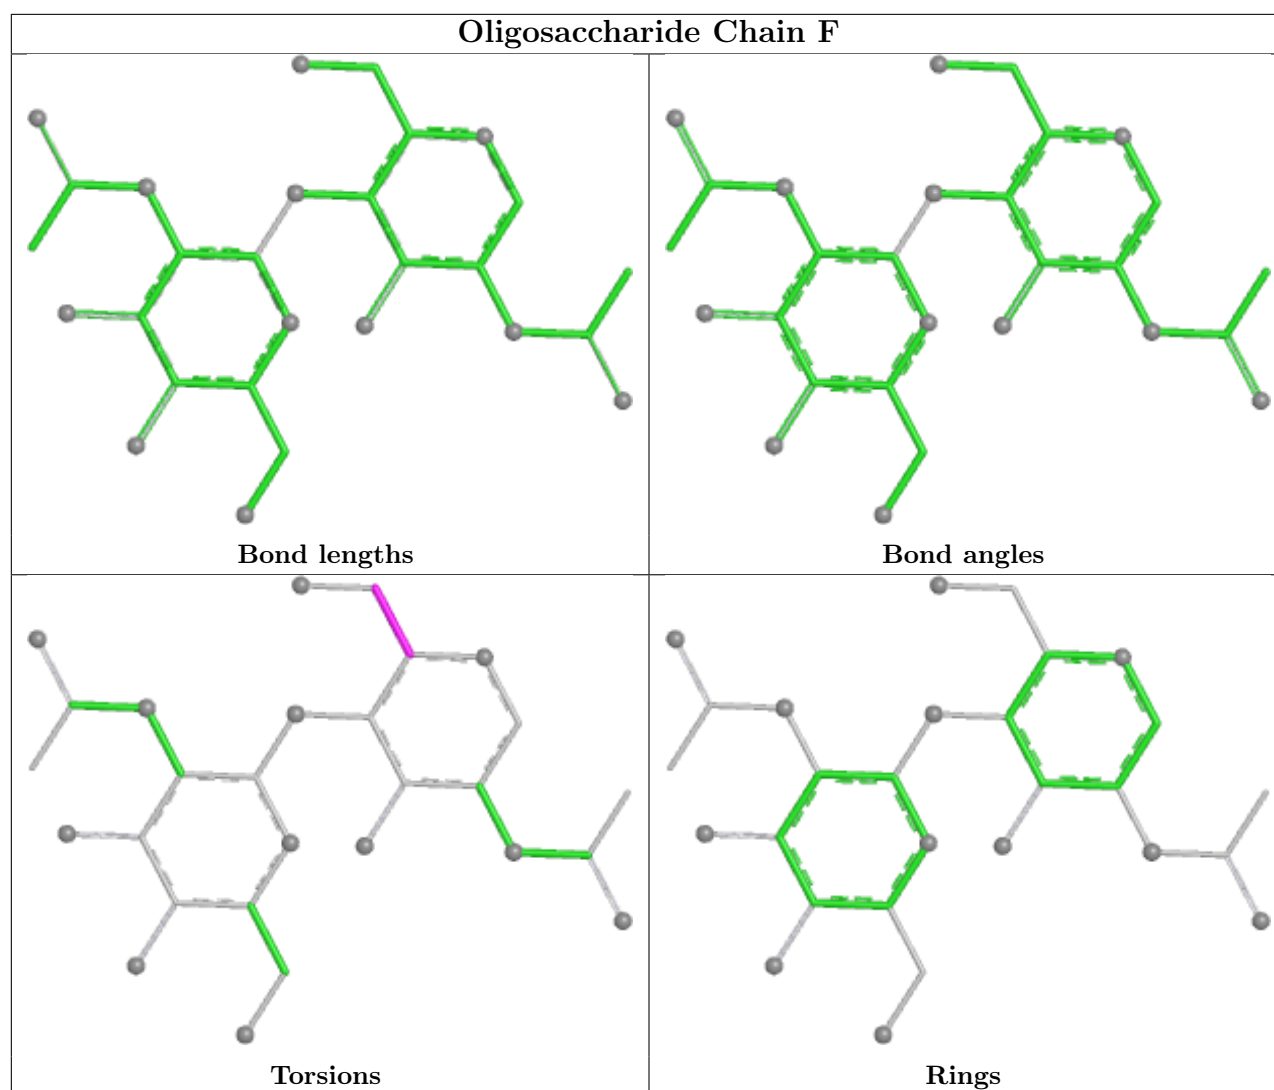 Oligosaccharide Chain F
Bond lengths
Bond angles
Torsions
Rings